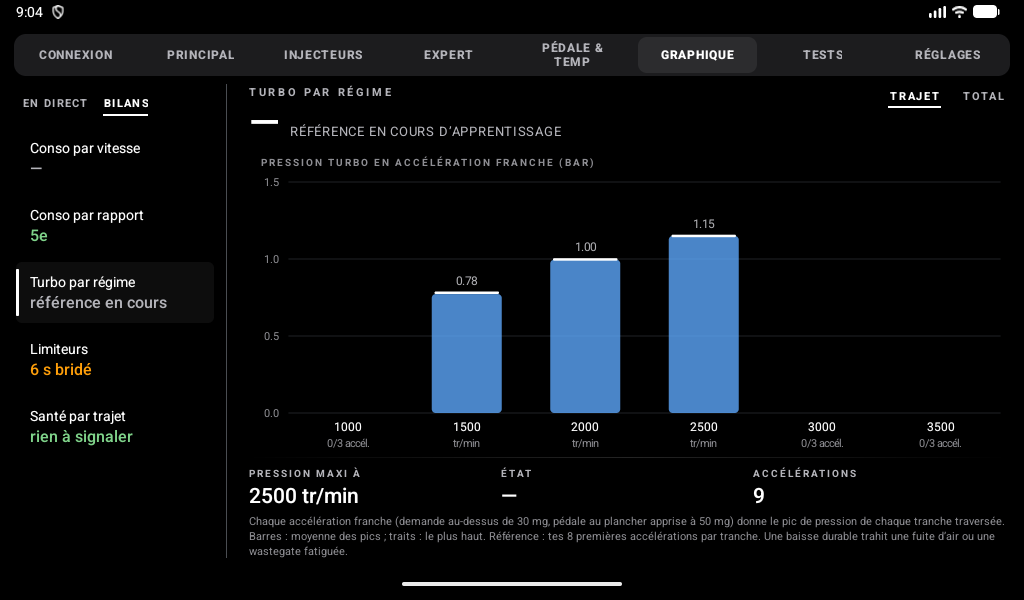 9:04
CONNEXION
PRINCIPAL
INJECTEURS
EXPERT
PÉDALE &
TEMP
GRAPHIQUE
TESTS
RÉGLAGES
EN DIRECT
BILANS
Conso par vitesse
—
Conso par rapport
5e
Turbo par régime
référence en cours
Limiteurs
6 s bridé
Santé par trajet
rien à signaler
TURBO PAR RÉGIME
TRAJET
TOTAL
RÉFÉRENCE EN COURS D'APPRENTISSAGE
PRESSION TURBO EN ACCÉLÉRATION FRANCHE (BAR)
1.5
1.0
0.5
0.0
0.78
1.00
1.15
1000
0/3 accél.
1500
tr/min
2000
tr/min
2500
tr/min
3000
0/3 accél.
3500
0/3 accél.
PRESSION MAXI À
2500 tr/min
ÉTAT
—
ACCÉLÉRATIONS
9
Chaque accélération franche (demande au-dessus de 30 mg, pédale au plancher apprise à 50 mg) donne le pic de pression de chaque tranche traversée.
Barres : moyenne des pics ; traits : le plus haut. Référence : tes 8 premières accélérations par tranche. Une baisse durable trahit une fuite d'air ou une
wastegate fatiguée.